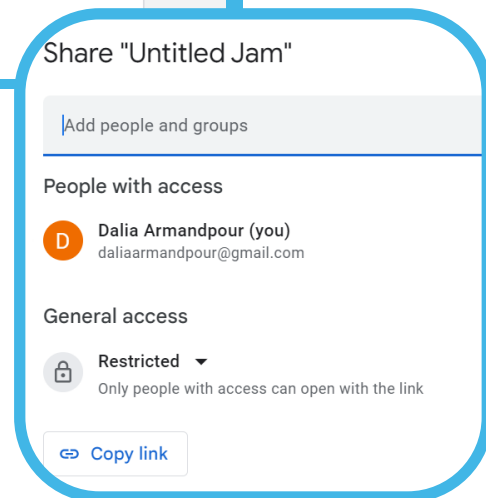 Share "Untitled Jam"
Add people and groups
People with access
D
Dalia Armandpour (you)
daliaarmandpour@gmail.com
General access
Restricted
Only people with access can open with the link
Copy link